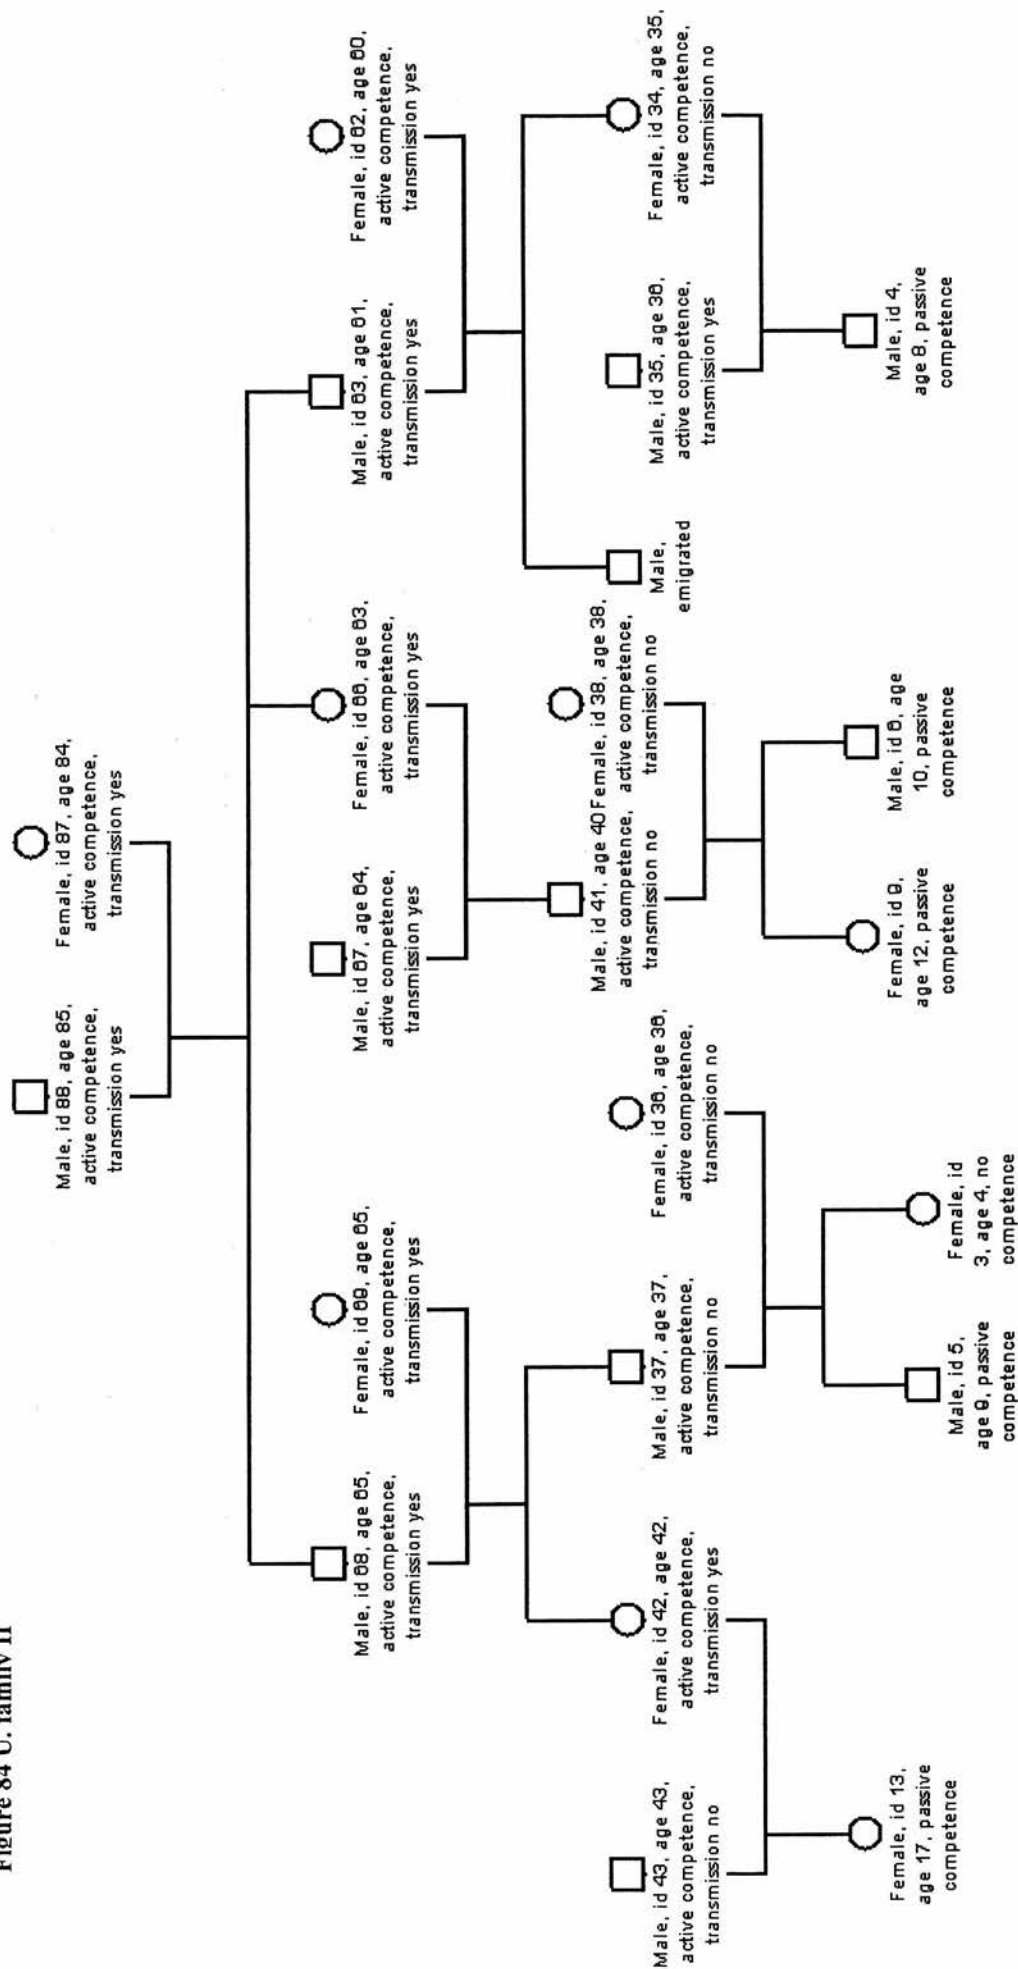 Figure 84 U. family II
Male, id 88, age 85,
active competence,
transmission yes
Female, id 87, age 84,
active competence,
transmission yes
Male, id 68, age 65,
active competence,
transmission yes
Female, id 69, age 65,
active competence,
transmission yes
Male, id 67, age 64,
active competence,
transmission yes
Female, id 66, age 63,
active competence,
transmission yes
Male, id 63, age 61,
active competence,
transmission yes
Female, id 62, age 60,
active competence,
transmission yes
Male, id 43, age 43,
active competence,
transmission no
Female, id 42, age 42,
active competence,
transmission yes
Male, id 37, age 37,
active competence,
transmission no
Female, id 36, age 36,
active competence,
transmission no
Male, id 41, age 40
active competence,
transmission no
Female, id 38, age 38,
active competence,
transmission no
Male,
emigrated
Male, id 35, age 36,
active competence,
transmission yes
Female, id 34, age 35,
active competence,
transmission no
Female, id 13,
age 17, passive
competence
Male, id 5,
age 9, passive
competence
Female, id
3, age 4, no
competence
Female, id 9,
age 12, passive
competence
Male, id 6, age
10, passive
competence
Male, id 4,
age 8, passive
competence